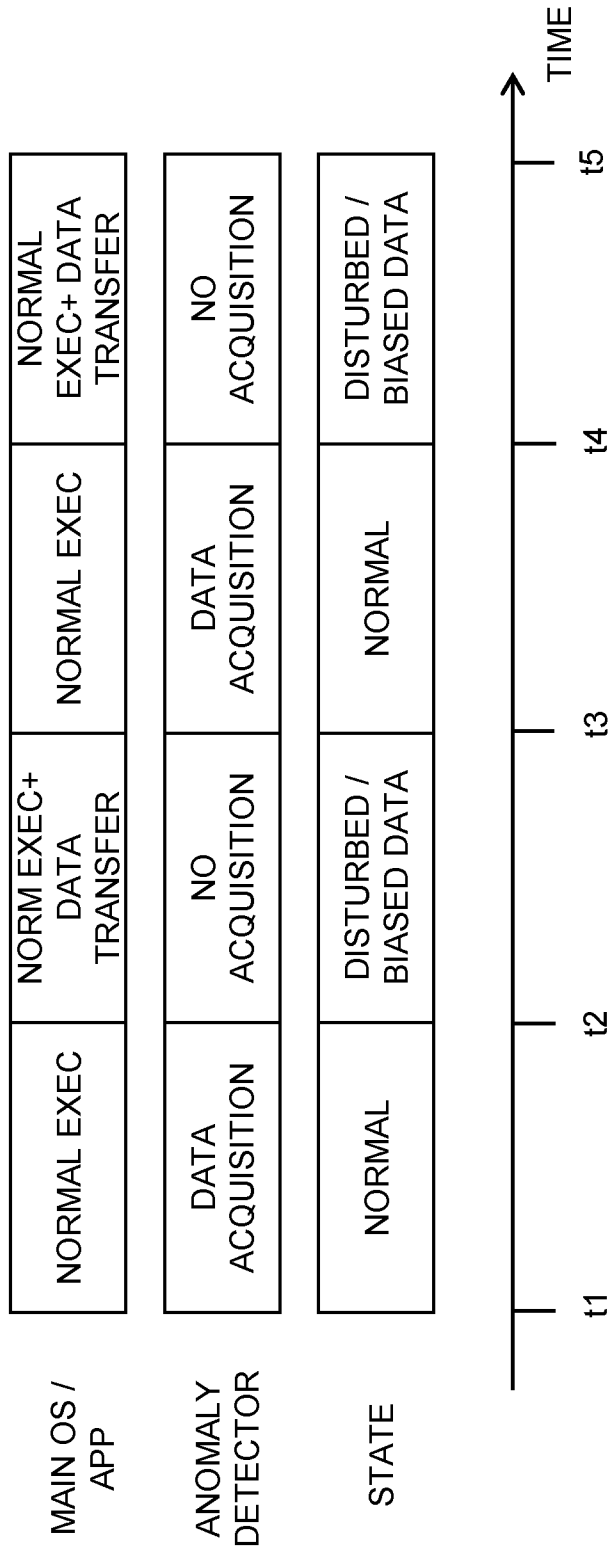 MAIN OS /
APP
NORMAL EXEC
NORM EXEC+
DATA
TRANSFER
NORMAL EXEC
NORMAL
EXEC+ DATA
TRANSFER
ANOMALY
DETECTOR
DATA
ACQUISITION
NO
ACQUISITION
DATA
ACQUISITION
NO
ACQUISITION
STATE
NORMAL
DISTURBED /
BIASED DATA
NORMAL
DISTURBED /
BIASED DATA
TIME
t1
t2
t3
t4
t5